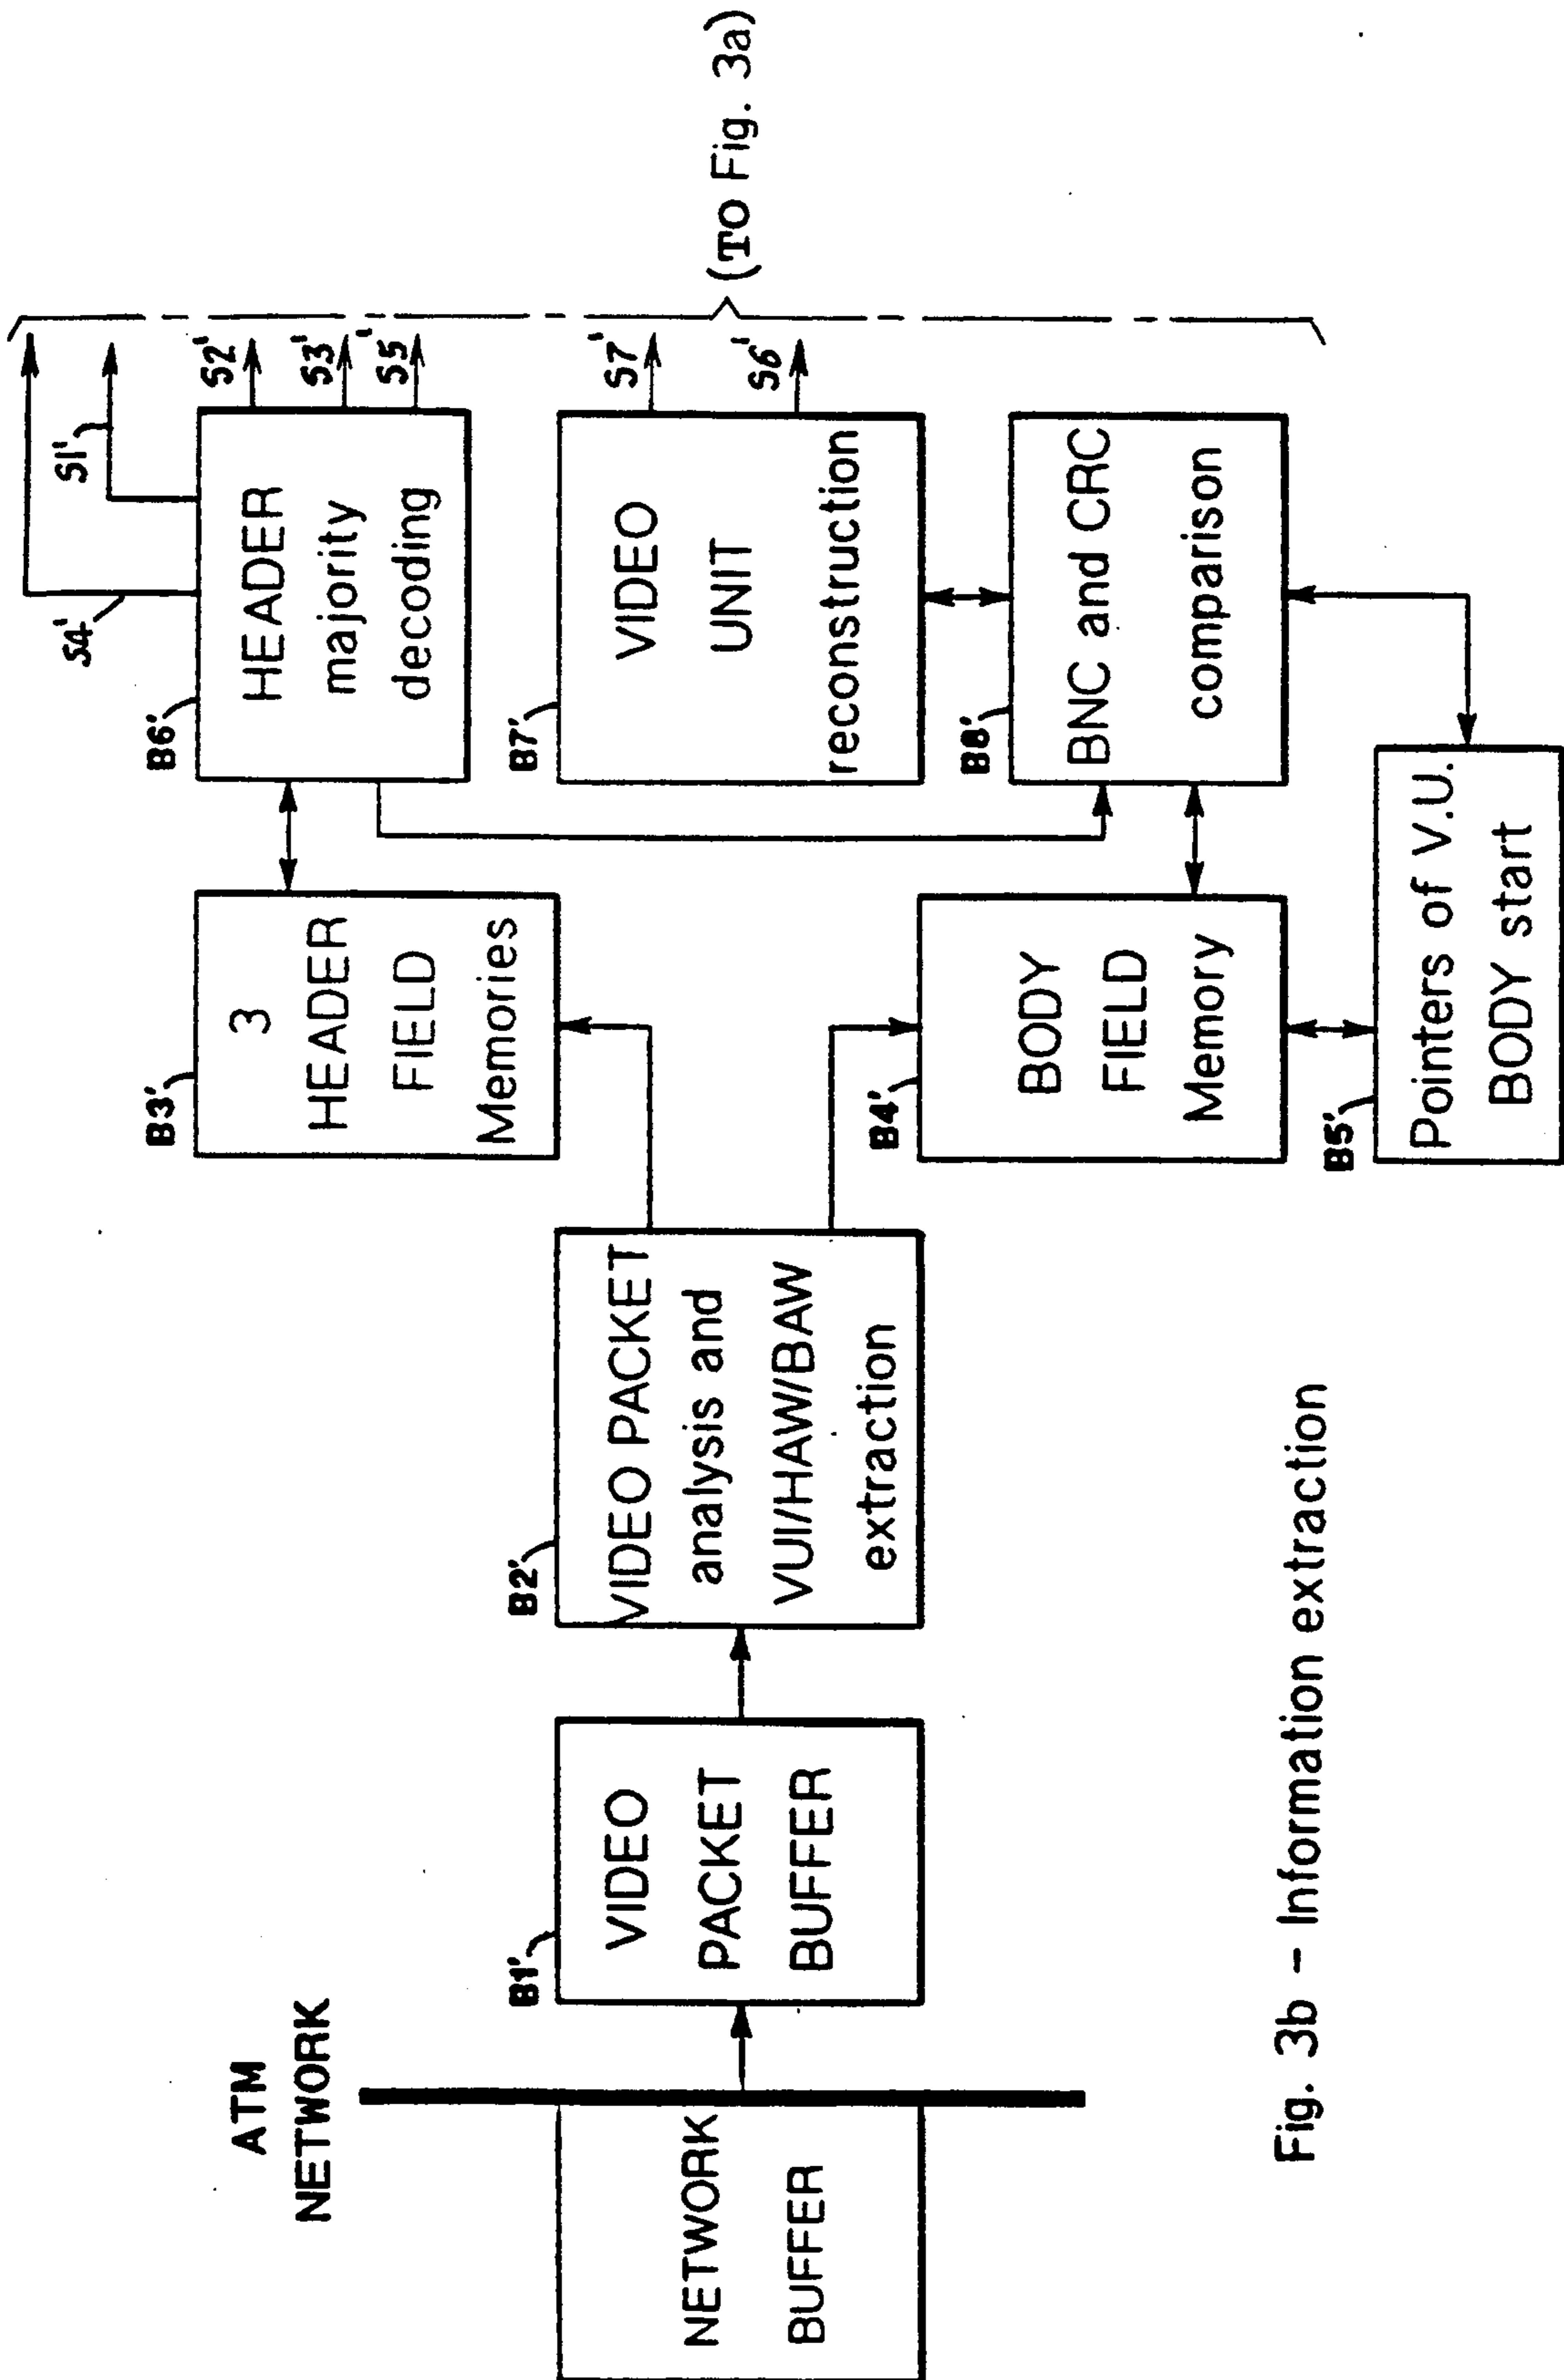 ATM
NETWORK
NETWORK
BUFFER
B1'
VIDEO
PACKET
BUFFER
B2'
VIDEO PACKET
analysis and
VUI/HAW/BAW
extraction
B3'
3
HEADER
FIELD
Memories
B4'
BODY
FIELD
Memory
B5'
Pointers of V.U.
BODY start
B6'
HEADER
majority
decoding
S4'
S1'
S2'
S3'
S5'
B7'
VIDEO
UNIT
reconstruction
S7'
S6'
B8'
BNC and CRC
comparison
(TO Fig. 3a)
Fig. 3b - Information extraction